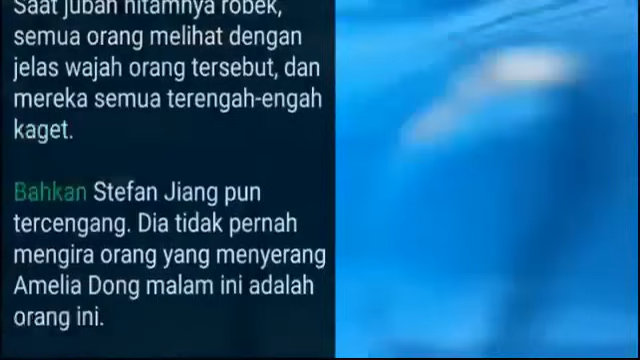 Saat jubah hitamnya robek,
semua orang melihat dengan
jelas wajah orang tersebut, dan
mereka semua terengah-engah
kaget.
Bahkan Stefan Jiang pun
tercengang. Dia tidak pernah
mengira orang yang menyerang
Amelia Dong malam ini adalah
orang ini.